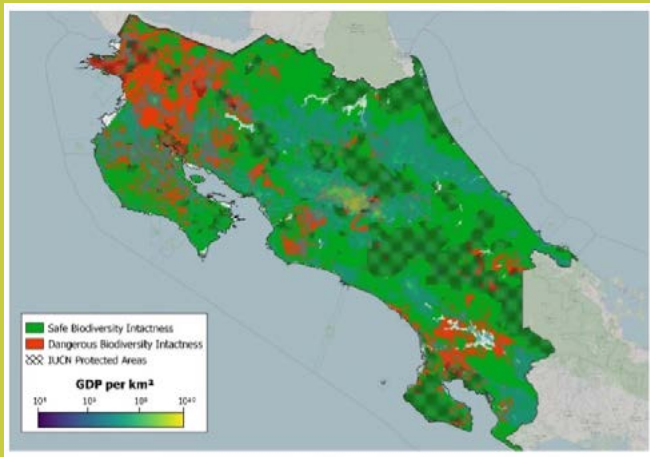 Safe Biodiversity Intactness
Dangerous Biodiversity Intactness
IUCN Protected Areas
GDP per km²